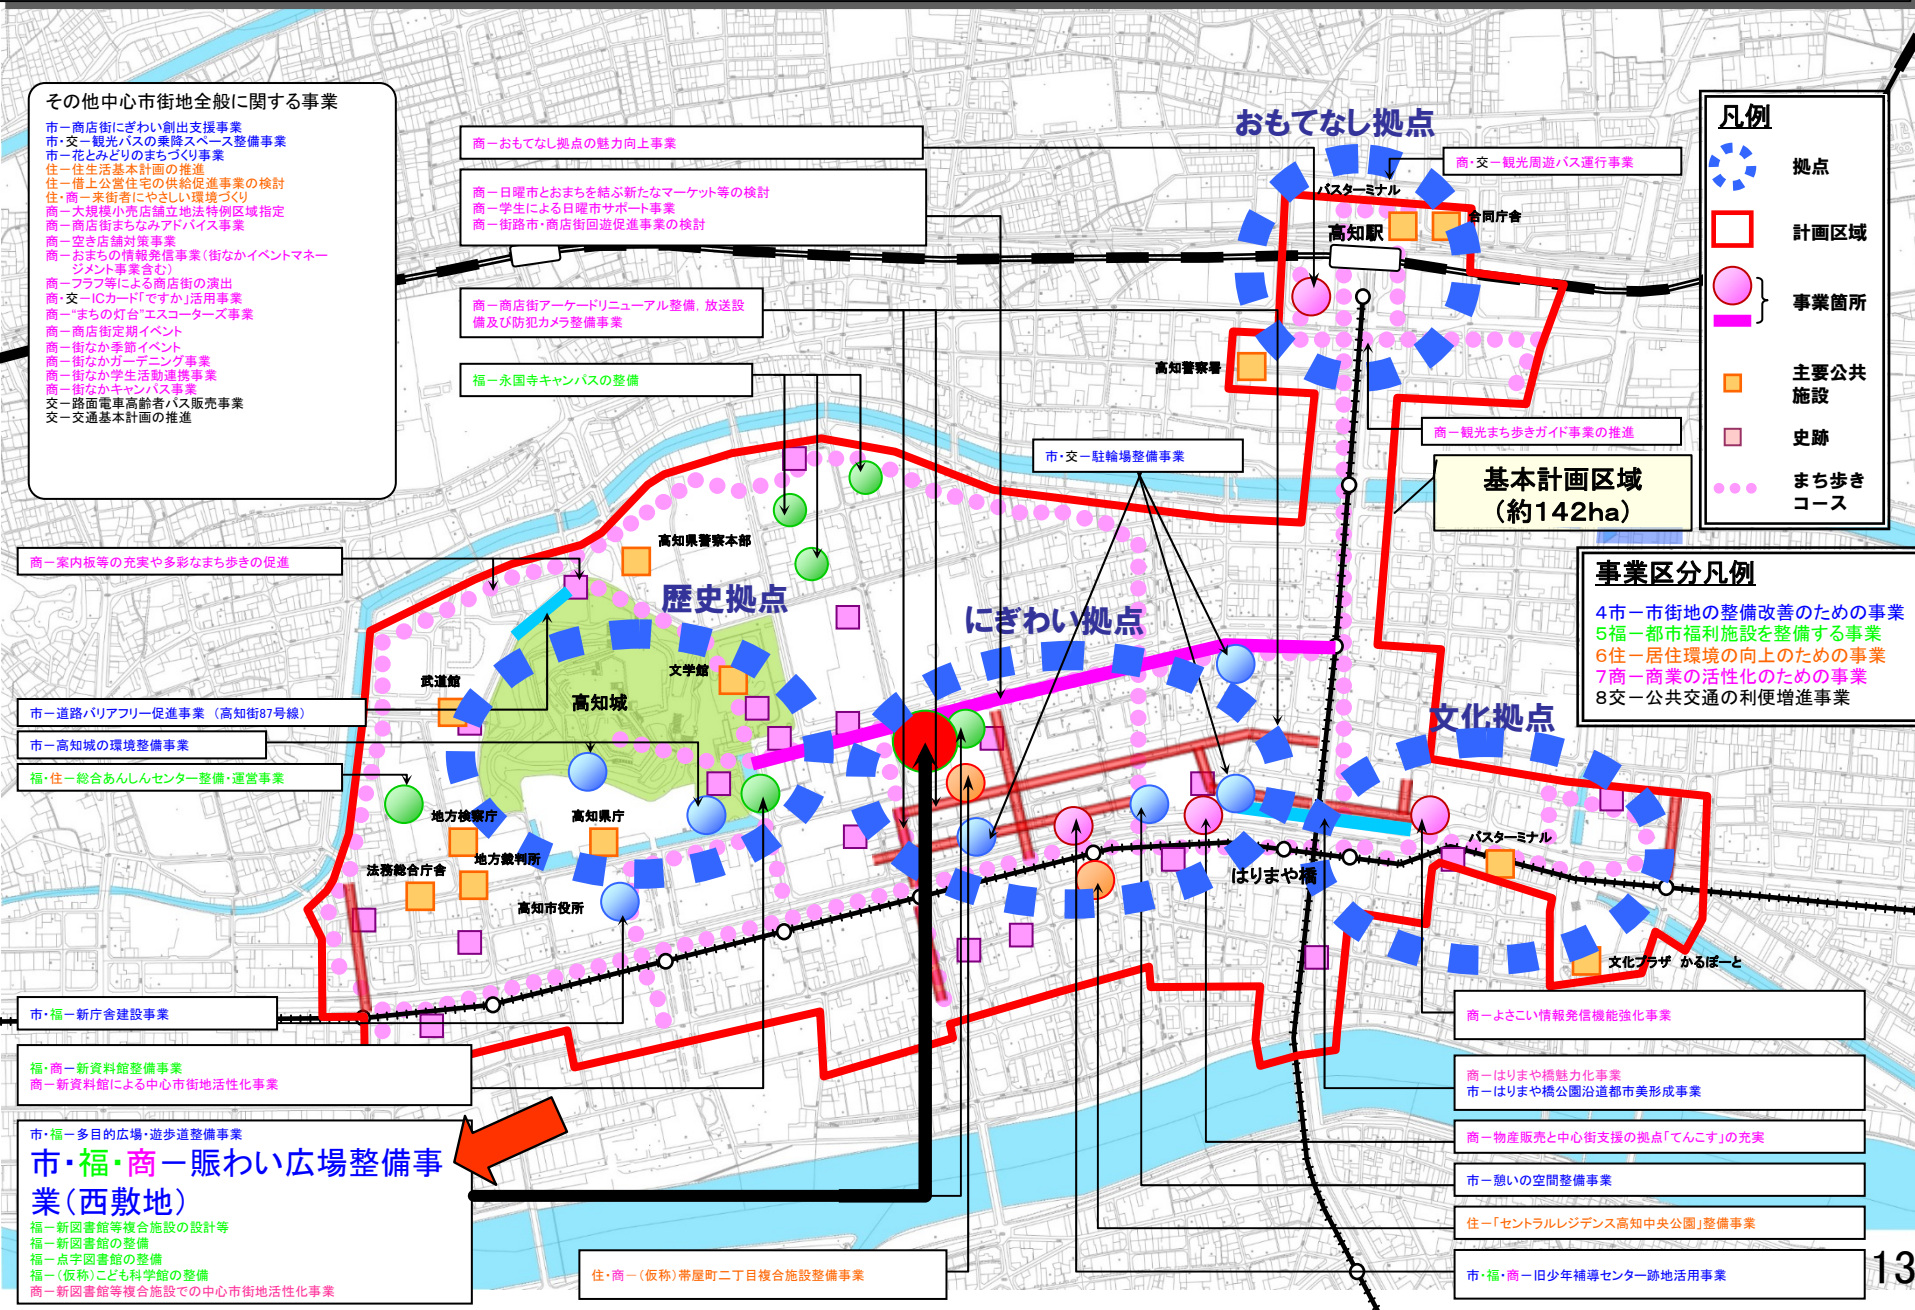 その他中心市街地全般に関する事業
市－商店街にぎわい創出支援事業
市・交－観光バスの乗降スペース整備事業
市－花とみどりのまちづくり事業
住－住生活基本計画の推進
住－借上公営住宅の供給促進事業の検討
住・商－来街者にやさしい環境づくり
商－大規模小売店舗立地法特例区域指定
商－商店街まちなみアドバイス事業
商－空き店舗対策事業
商－おまちの情報発信事業（街なかイベントマネー
ジメント事業含む）
商－フラフ等による商店街の演出
商・交－ICカード「ですか」活用事業
商－“まちの灯台”エスコーターズ事業
商－商店街定期イベント
商－街なか季節イベント
商－街なかガーデニング事業
商－街なか学生活動連携事業
商－街なかキャンパス事業
交－路面電車高齢者パス販売事業
交－交通基本計画の推進
商－おもてなし拠点の魅力向上事業
商－日曜市とおまちを結ぶ新たなマーケット等の検討
商－学生による日曜市サポート事業
商－街路市・商店街回遊促進事業の検討
商－商店街アーケードリニューアル整備，放送設
備及び防犯カメラ整備事業
福－永国寺キャンパスの整備
おもてなし拠点
商・交－観光周遊バス運行事業
バスターミナル
合同庁舎
高知駅
高知警察署
商－観光まち歩きガイド事業の推進
市・交－駐輪場整備事業
基本計画区域
（約142ha）
凡例
拠点
計画区域
事業箇所
主要公共
施設
史跡
まち歩き
コース
事業区分凡例
4市－市街地の整備改善のための事業
5福－都市福利施設を整備する事業
6住－居住環境の向上のための事業
7商－商業の活性化のための事業
8交－公共交通の利便増進事業
商－案内板等の充実や多彩なまち歩きの促進
高知県警察本部
歴史拠点
にぎわい拠点
文化拠点
武道館
文学館
高知城
市－道路バリアフリー促進事業 （高知街87号線）
市－高知城の環境整備事業
福・住－総合あんしんセンター整備・運営事業
地方検察庁
高知県庁
地方裁判所
法務総合庁舎
高知市役所
はりまや橋
バスターミナル
文化プラザ かるぽーと
市・福－新庁舎建設事業
福・商－新資料館整備事業
商－新資料館による中心市街地活性化事業
市・福－多目的広場・遊歩道整備事業
市・福・商－賑わい広場整備事
業（西敷地）
福－新図書館等複合施設の設計等
福－新図書館の整備
福－点字図書館の整備
福－（仮称）こども科学館の整備
商－新図書館等複合施設での中心市街地活性化事業
住・商－（仮称）帯屋町二丁目複合施設整備事業
商－よさこい情報発信機能強化事業
商－はりまや橋魅力化事業
市－はりまや橋公園沿道都市美形成事業
商－物産販売と中心街支援の拠点「てんこす」の充実
市－憩いの空間整備事業
住－「セントラルレジデンス高知中央公園」整備事業
市・福・商－旧少年補導センター跡地活用事業
13